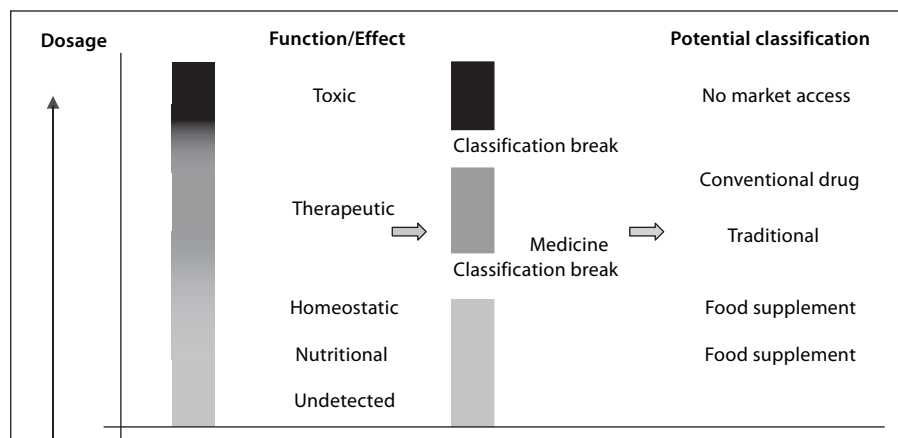 Dosage
Function/Effect
Potential classification
Toxic
No market access
Classification break
Conventional drug
Therapeutic
Traditional
Medicine
Classification break
Homeostatic
Food supplement
Nutritional
Food supplement
Undetected